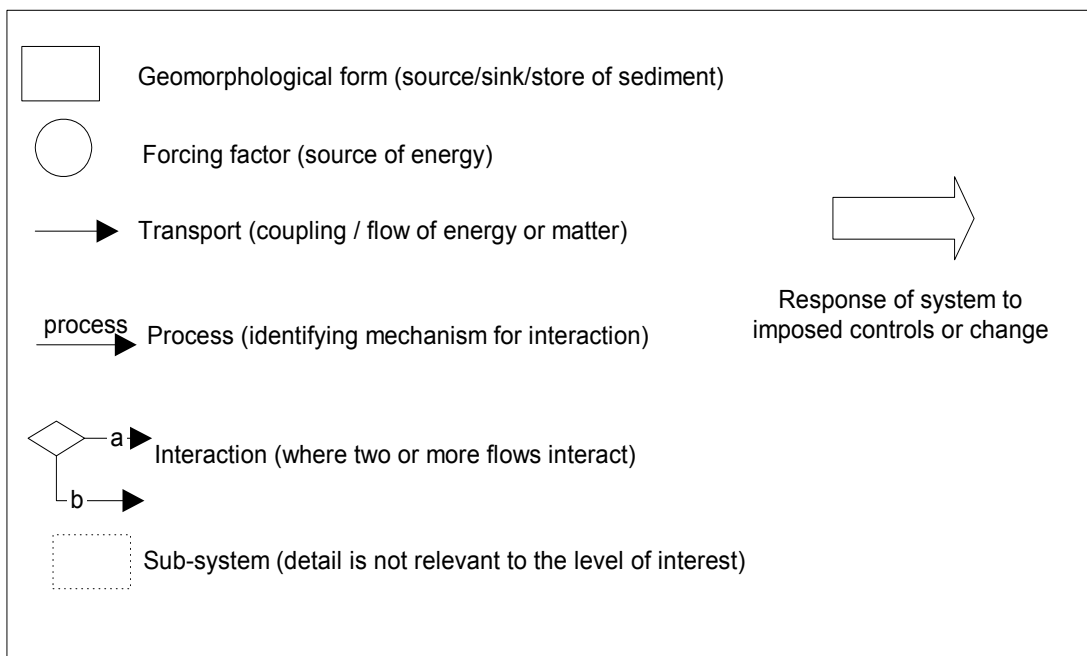 Geomorphological form (source/sink/store of sediment)
Forcing factor (source of energy)
Transport (coupling / flow of energy or matter)
process
Process (identifying mechanism for interaction)
a
Interaction (where two or more flows interact)
b
Sub-system (detail is not relevant to the level of interest)
Response of system to
imposed controls or change